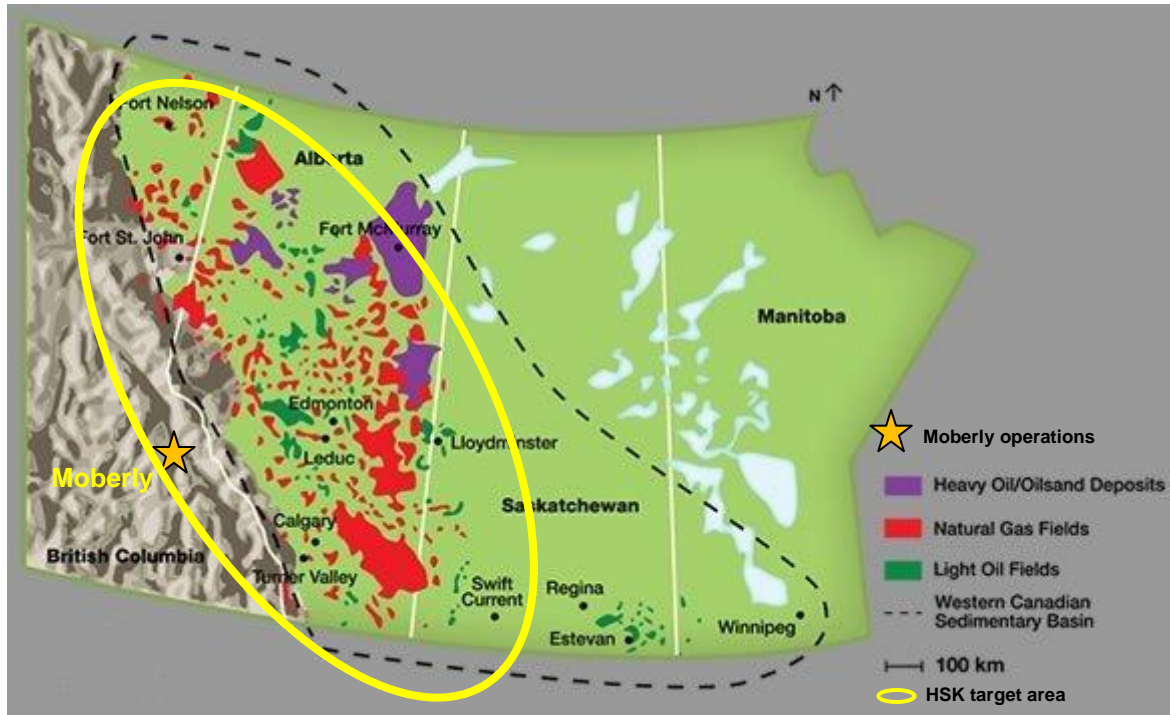 N
Fort Nelson
Alberta
Fort McMurray
Fort St. John
Manitoba
Edmonton
Lloydminster
Leduc
Moberly
Saskatchewan
Calgary
British Columbia
Turner Valley
Swift
Current
Regina
Estevan
Winnipeg
Moberly operations
Heavy Oil/Oilsand Deposits
Natural Gas Fields
Light Oil Fields
Western Canadian
Sedimentary Basin
100 km
HSK target area